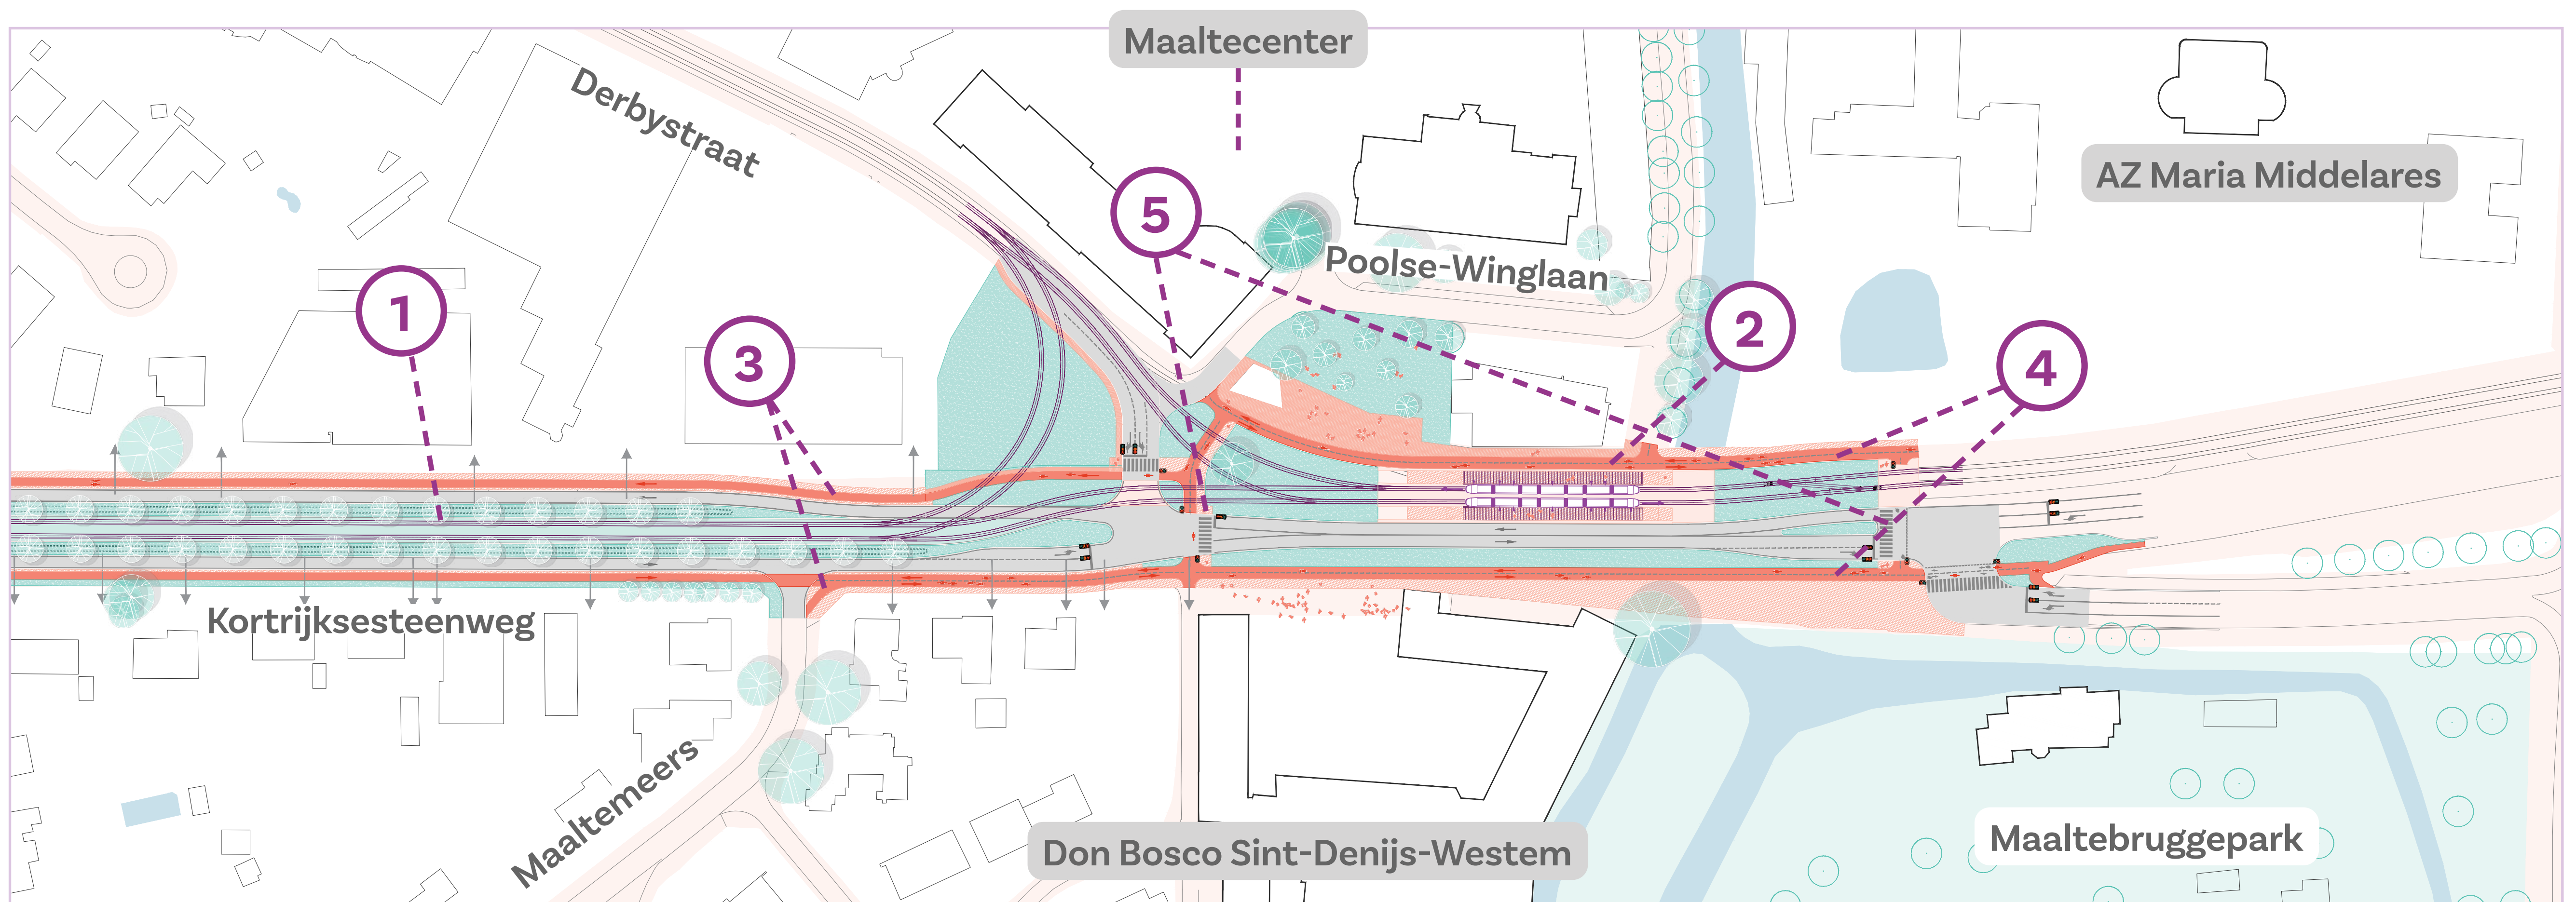 Maaltecenter
Derbystraat
AZ Maria Middelares
5
Poolse-Winglaan
1
2
3
4
Kortrijksesteenweg
Maaltemeers
Don Bosco Sint-Denijs-Westem
Maaltebruggepark